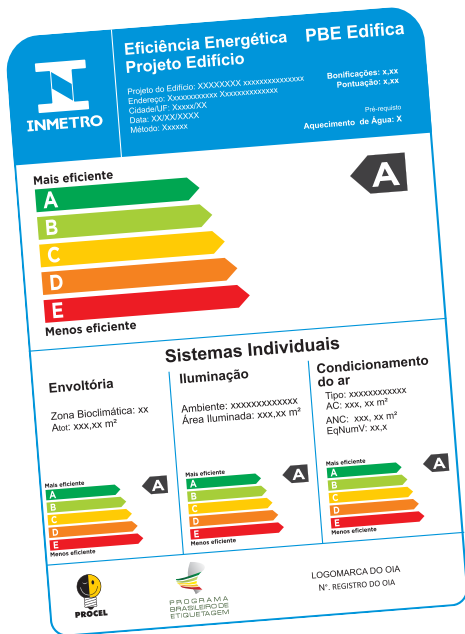 INMETRO
Eficiência Energética
Projeto Edifício
PBE Edifica
Projeto do Edifício: XXXXXXXX xxxxxxxxxxxxxxx
Endereço: Xxxxxxxxxxxx Xxxxxxxxxxxxxx
Cidade/UF: Xxxxx/XX
Data: XX/XX/XXXX
Método: Xxxxxx
Bonificações: x,xx
Pontuação: x,xx
Pré-requisto
Aquecimento de Água: X
Mais eficiente
A
B
C
D
E
Menos eficiente
A
Sistemas Individuais
Envoltória
Zona Bioclimática: xx
Atot: xxx,xx m²
Mais eficiente
A
B
C
D
E
Menos eficiente
A
Iluminação
Ambiente: xxxxxxxxxxxxx
Área Iluminada: xxx,xx m²
Mais eficiente
A
B
C
D
E
Menos eficiente
A
Condicionamento
do ar
Tipo: xxxxxxxxxxxx
AC: xxx, xx m²
ANC: xxx, xx m²
EqNumV: xx,x
Mais eficiente
A
B
C
D
E
Menos eficiente
A
PROCEL
PROGRAMA
BRASILEIRO DE
ETIQUETAGEM
LOGOMARCA DO OIA
N°. REGISTRO DO OIA